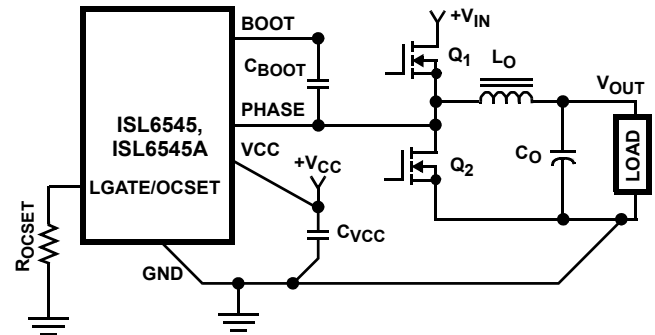 +VIN
BOOT
Q1
LO
CBOOT
VOUT
PHASE
ISL6545,
ISL6545A
VCC
+VCC
Q2
CO
LOAD
LGATE/OCSET
ROCSET
CVCC
GND